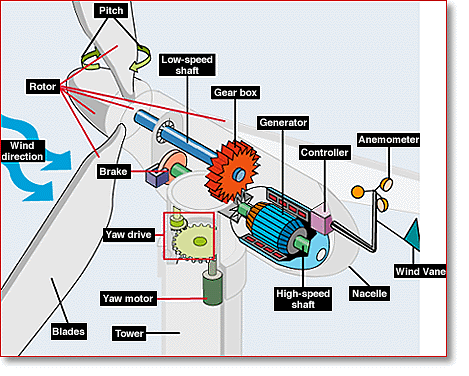 Pitch
Low-speed
shaft
Rotor
Gear box
Generator
Anemometer
Controller
Wind
direction
Brake
Yaw drive
Wind Vane
Yaw motor
High-speed
shaft
Nacelle
Blades
Tower